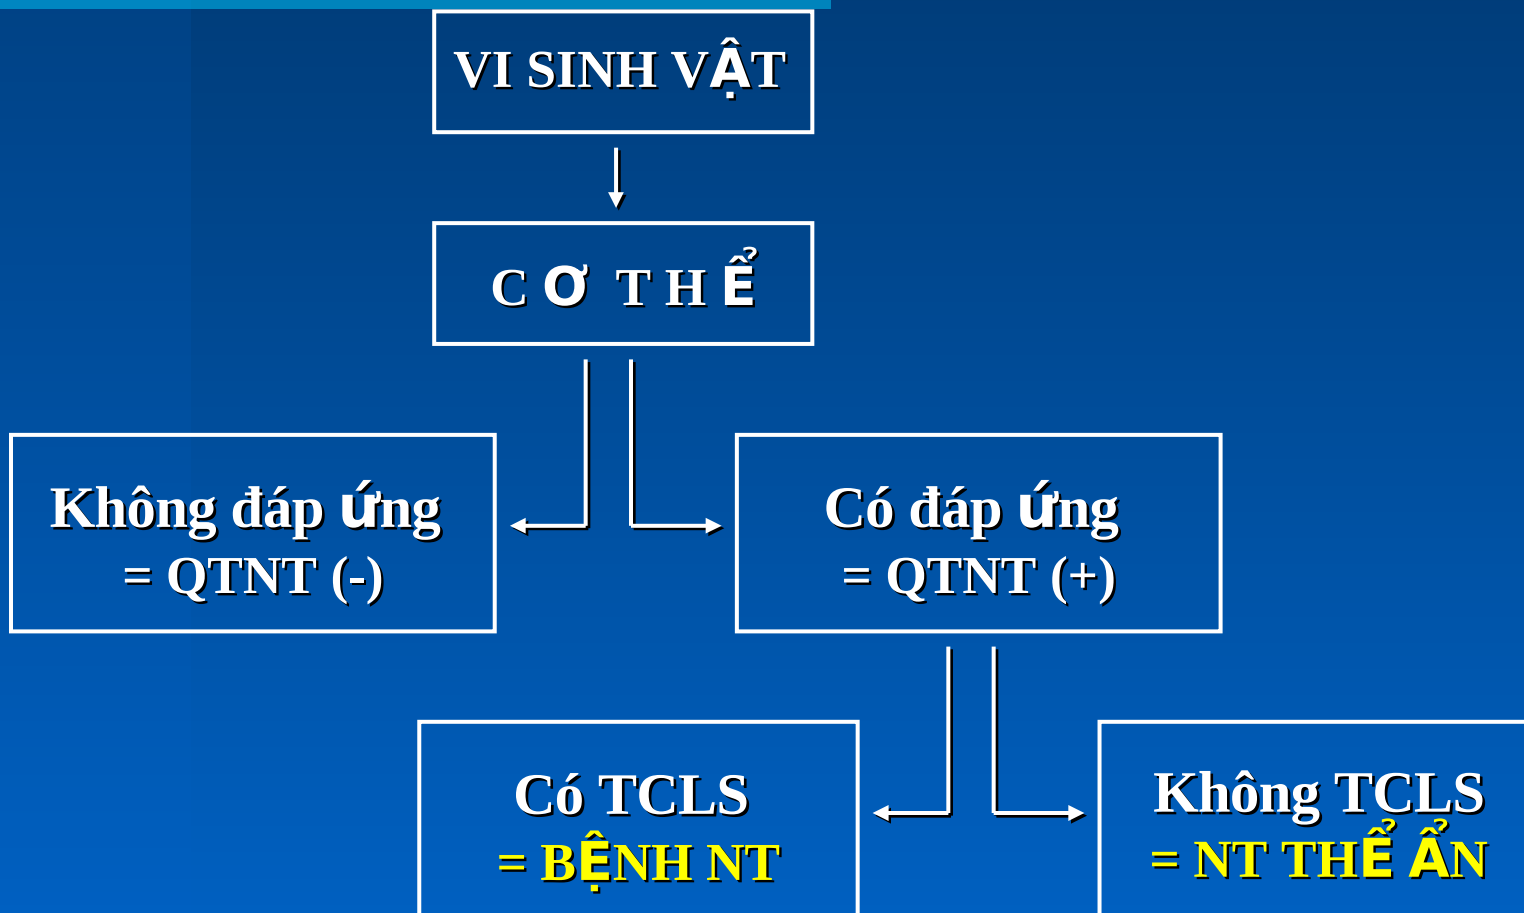 VI SINH VẬT
C Ơ T H Ể
Không đáp ứng
= QTNT (-)
Có đáp ứng
= QTNT (+)
Có TCLS
= BỆNH NT
Không TCLS
= NT THỂ ẨN